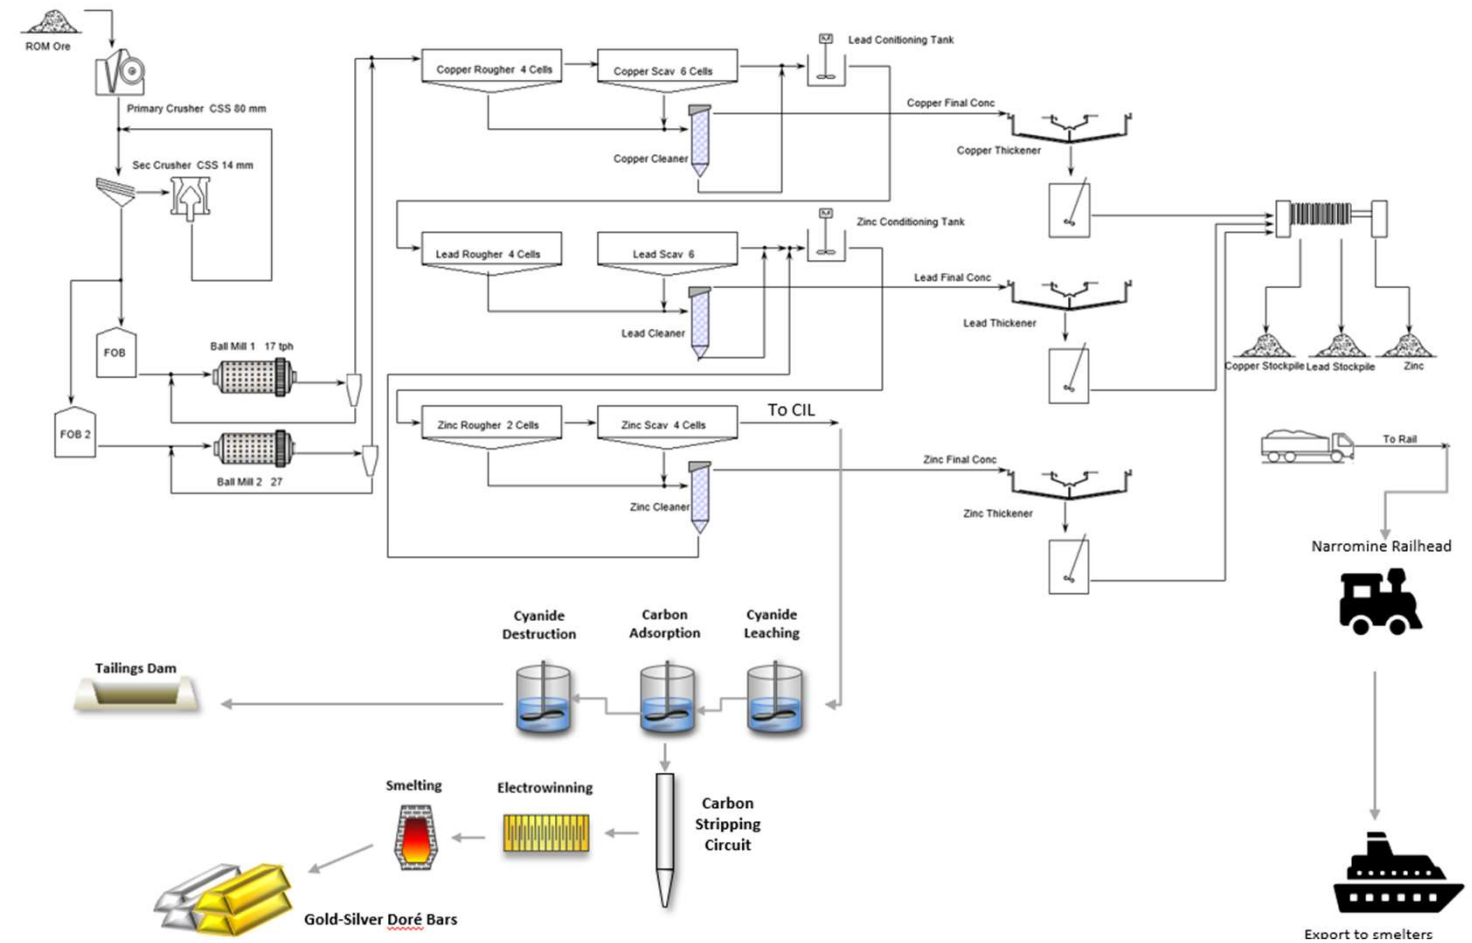 ROM Ore
Primary Crusher CSS 80 mm
Sec Crusher CSS 14 mm
FOB
FOB 2
Ball Mill 1 17 tph
Ball Mill 2 27
Copper Rougher 4 Cells
Copper Scav 6 Cells
M
Lead Conitioning Tank
Copper Cleaner
Copper Final Conc
Copper Thickener
Lead Rougher 4 Cells
Lead Scav 6
M
Zinc Conditioning Tank
Lead Cleaner
Lead Final Conc
Lead Thickener
Zinc Rougher 2 Cells
Zinc Scav 4 Cells
To CIL
Zinc Cleaner
Zinc Final Conc
Zinc Thickener
Copper Stockpile
Lead Stockpile
Zinc
To Rail
Narromine Railhead
Export to smelters
Cyanide
Leaching
Carbon
Adsorption
Cyanide
Destruction
Tailings Dam
Carbon
Stripping
Circuit
Electrowinning
Smelting
Gold-Silver Doré Bars